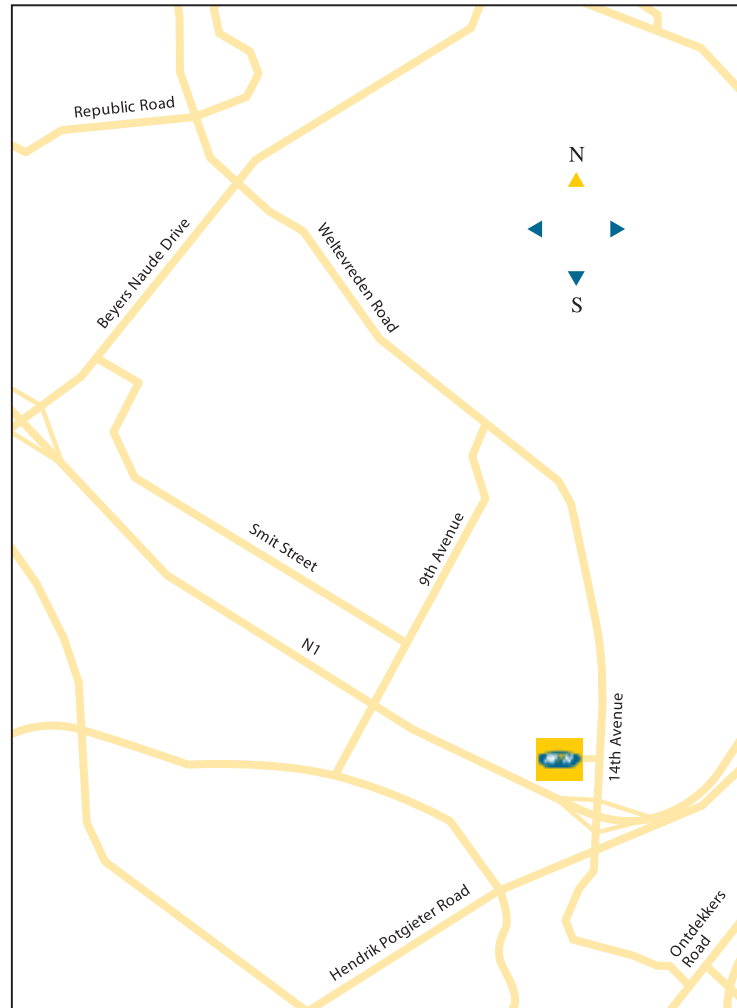 Republic Road
N
S
Beyers Naude Drive
Weltevreden Road
Smit Street
9th Avenue
N1
14th Avenue
Hendrik Potgieter Road
Ontdekkers
Road